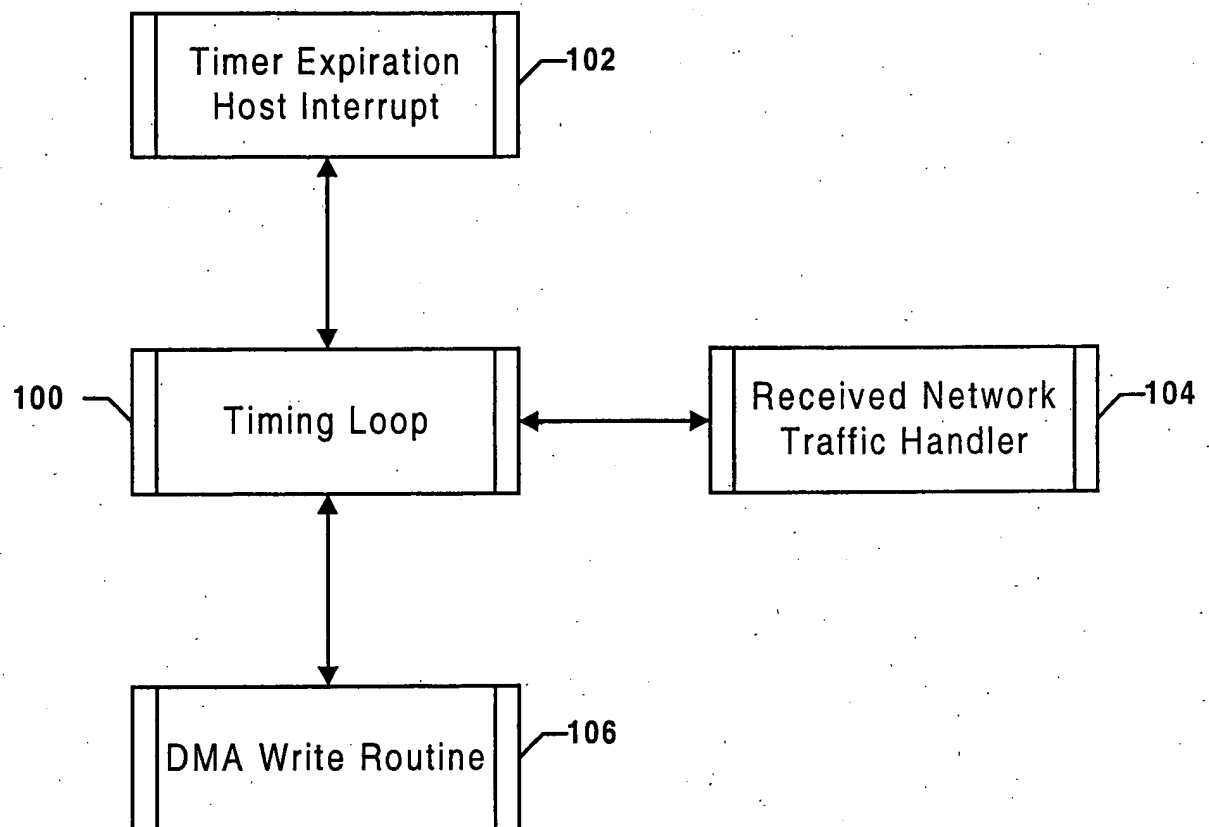 Timer Expiration
Host Interrupt
102
100
Timing Loop
Received Network
Traffic Handler
104
DMA Write Routine
106